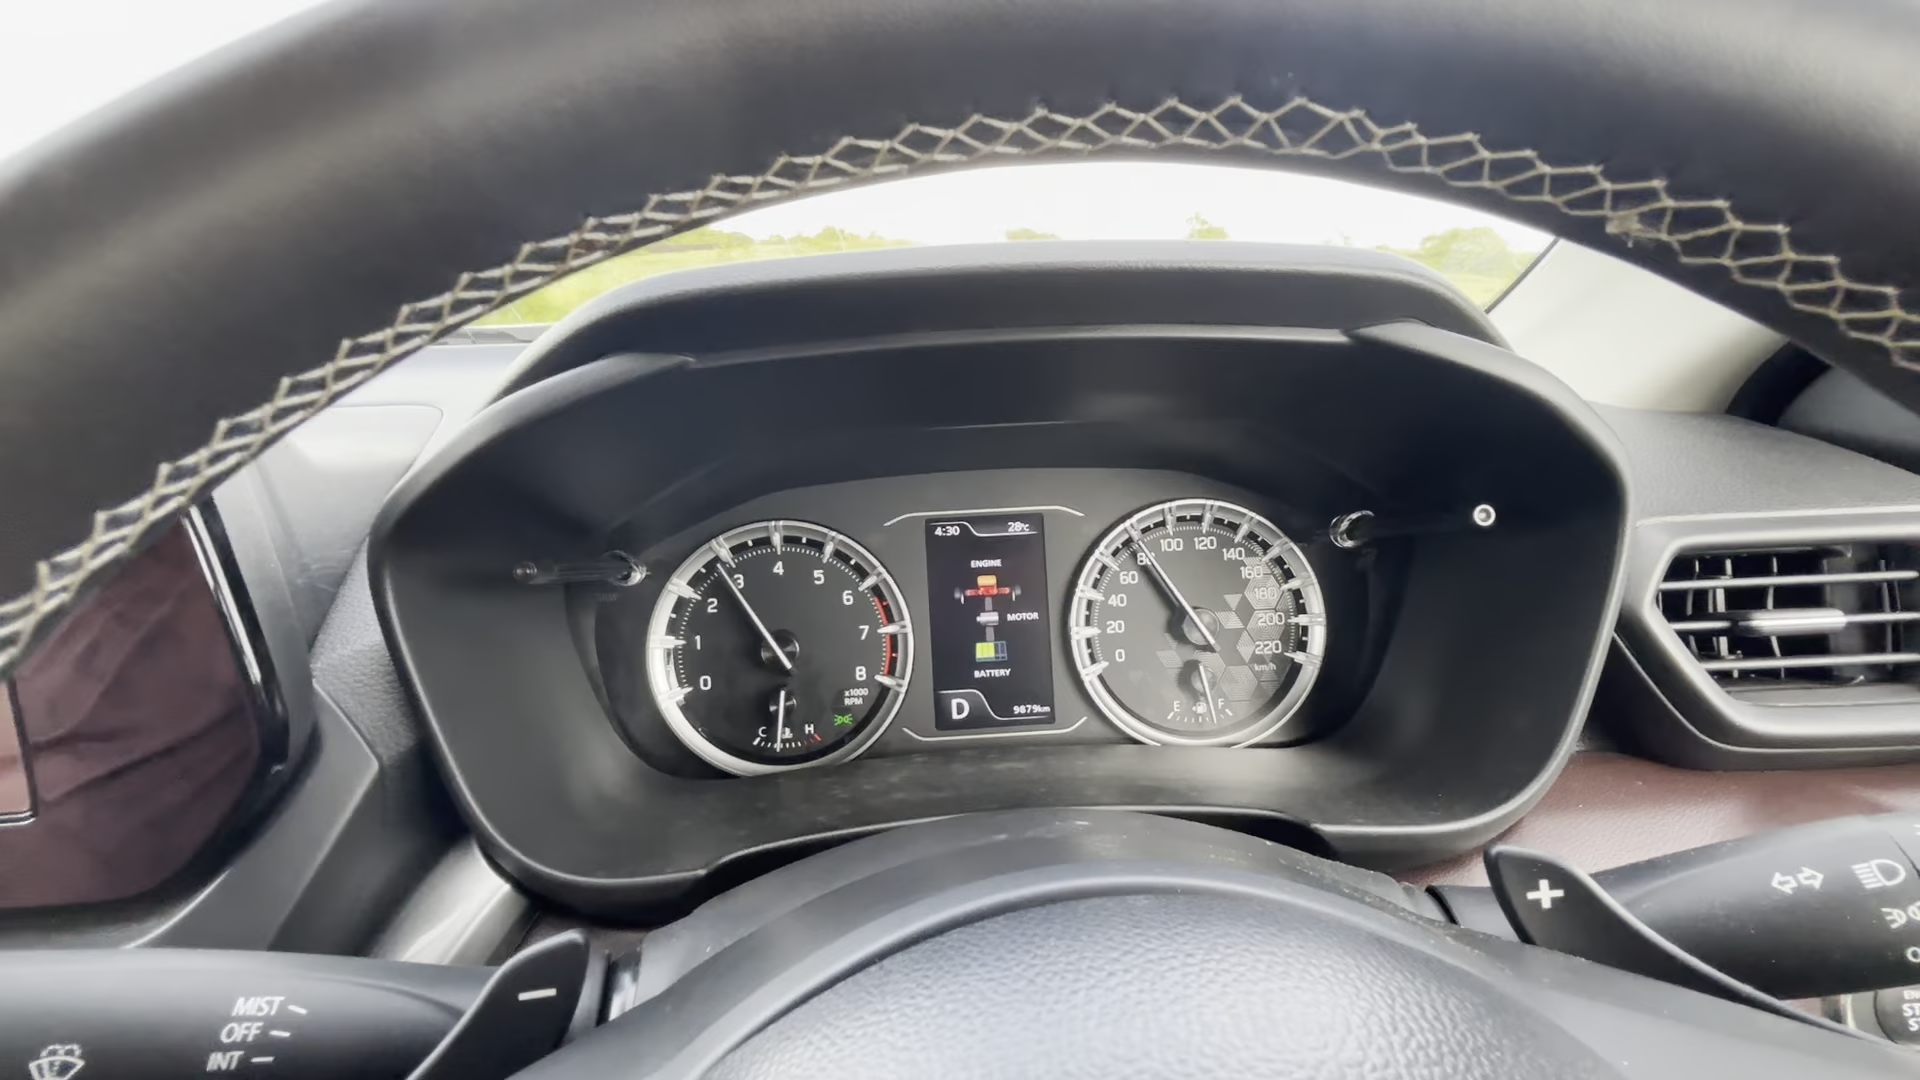 4:30 28°C
ENGINE
MOTOR
BATTERY
D 9879km
0 1 2 3 4 5 6 7 8
x1000
RPM
C H
0 20 40 60 80 100 120 140 160 180 200 220
km/h
E F
+
−
MIST
OFF
INT